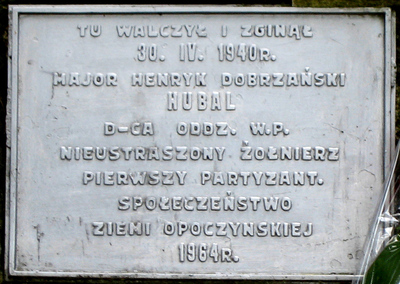 TU WALCZYŁ I ZGINĄŁ
30. IV. 1940R.
MAJOR HENRYK DOBRZAŃSKI
HUBAL
D-CA ODDZ. W.P.
NIEUSTRASZONY ŻOŁNIERZ
PIERWSZY PARTYZANT.
SPOŁECZEŃSTWO
ZIEMI OPOCZYŃSKIEJ
1964R.